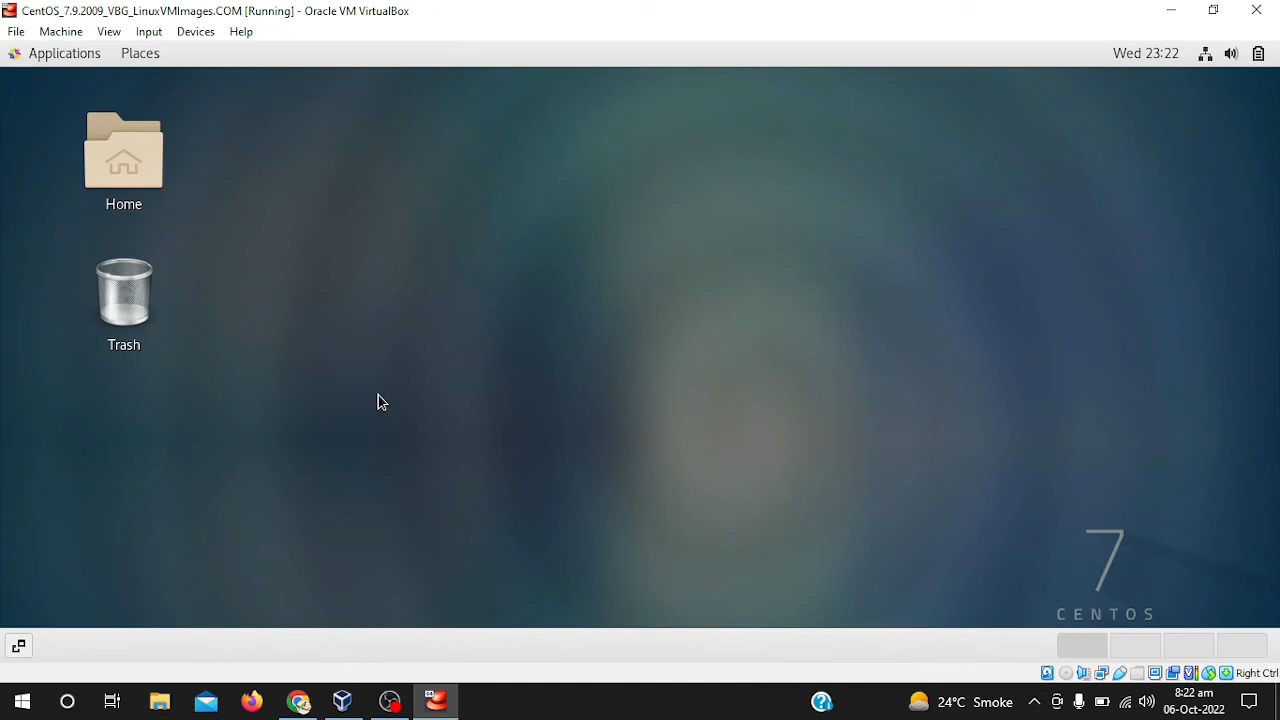 CentOS_7.9.2009_VBG_LinuxVMImages.COM [Running] - Oracle VM VirtualBox
File Machine View Input Devices Help
Applications Places Wed 23:22
Home
Trash
7
CENTOS
Right Ctrl
24°C Smoke
8:22 am
06-Oct-2022